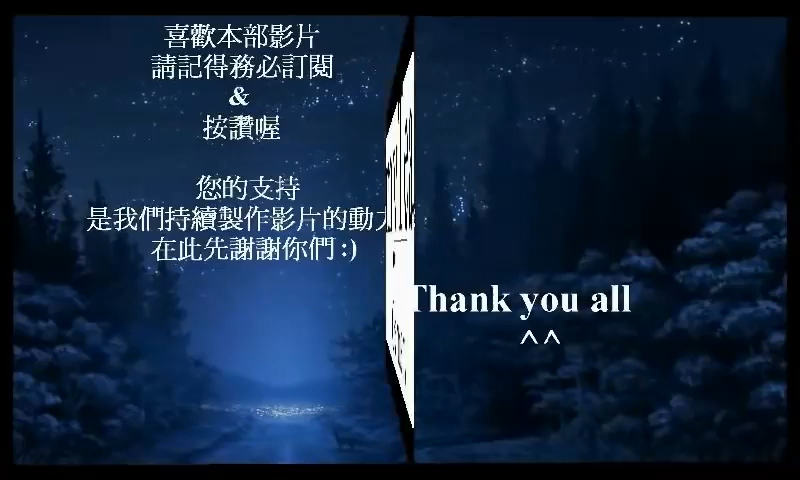 喜歡本部影片
請記得務必訂閱
&
按讚喔
您的支持
是我們持續製作影片的動力
在此先謝謝你們 :)
Thank you all
^^